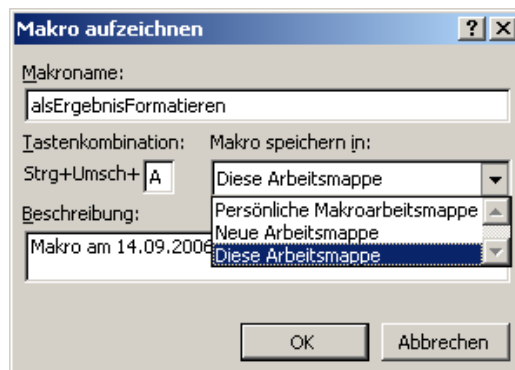 Makro aufzeichnen
Makroname:
alsErgebnisFormatieren
Tastenkombination: Makro speichern in:
Strg+Umsch+ A Diese Arbeitsmappe
Persönliche Makroarbeitsmappe
Beschreibung:
Neue Arbeitsmappe
Makro am 14.09.2006 Diese Arbeitsmappe
OK Abbrechen